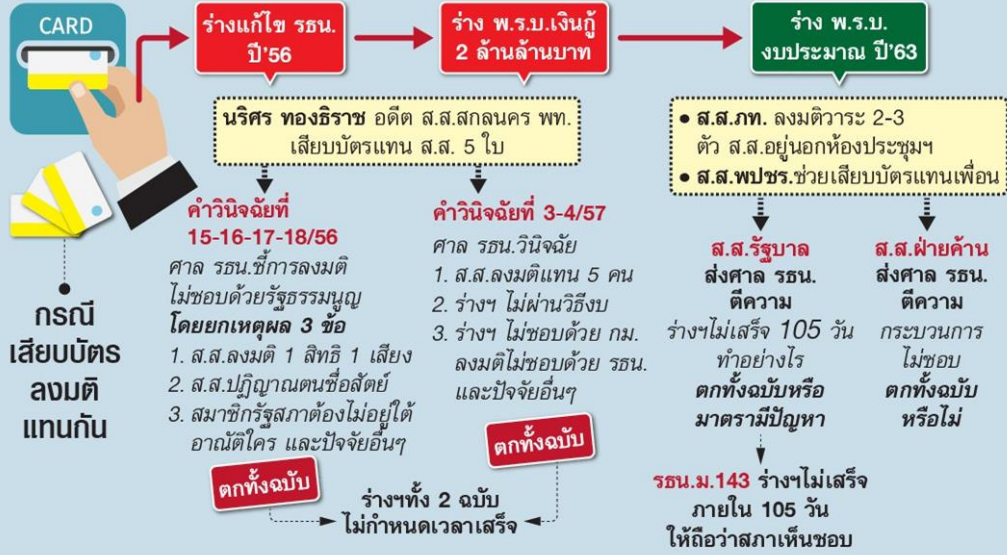 CARD
กรณี
เสียบบัตร
ลงมติ
แทนกัน
ร่างแก้ไข รธน.
ปี'56
ร่าง พ.ร.บ.เงินกู้
2 ล้านล้านบาท
นริศร ทองธิราช อดีต ส.ส.สกลนคร พท.
เสียบบัตรแทน ส.ส. 5 ใบ
คำวินิจฉัยที่
15-16-17-18/56
ศาล รธน.ชี้การลงมติ
ไม่ชอบด้วยรัฐธรรมนูญ
โดยยกเหตุผล 3 ข้อ
1. ส.ส.ลงมติ 1 สิทธิ 1 เสียง
2. ส.ส.ปฏิญาณตนซื่อสัตย์
3. สมาชิกรัฐสภาต้องไม่อยู่ใต้
อาณัติใคร และปัจจัยอื่นๆ
ตกทั้งฉบับ
คำวินิจฉัยที่ 3-4/57
ศาล รธน.วินิจฉัย
1. ส.ส.ลงมติแทน 5 คน
2. ร่างฯ ไม่ผ่านวิธีงบ
3. ร่างฯ ไม่ชอบด้วย กม.
ลงมติไม่ชอบด้วย รธน.
และปัจจัยอื่นๆ
ตกทั้งฉบับ
ร่างฯทั้ง 2 ฉบับ
ไม่กำหนดเวลาเสร็จ
ร่าง พ.ร.บ.
งบประมาณ ปี'63
• ส.ส.ภท. ลงมติวาระ 2-3
ตัว ส.ส.อยู่นอกห้องประชุมฯ
• ส.ส.พปชร.ช่วยเสียบบัตรแทนเพื่อน
ส.ส.รัฐบาล
ส่งศาล รธน.
ตีความ
ร่างฯไม่เสร็จ 105 วัน
ทำอย่างไร
ตกทั้งฉบับหรือ
มาตรามีปัญหา
รธน.ม.143 ร่างฯไม่เสร็จ
ภายใน 105 วัน
ให้ถือว่าสภาเห็นชอบ
ส.ส.ฝ่ายค้าน
ส่งศาล รธน.
ตีความ
กระบวนการ
ไม่ชอบ
ตกทั้งฉบับ
หรือไม่